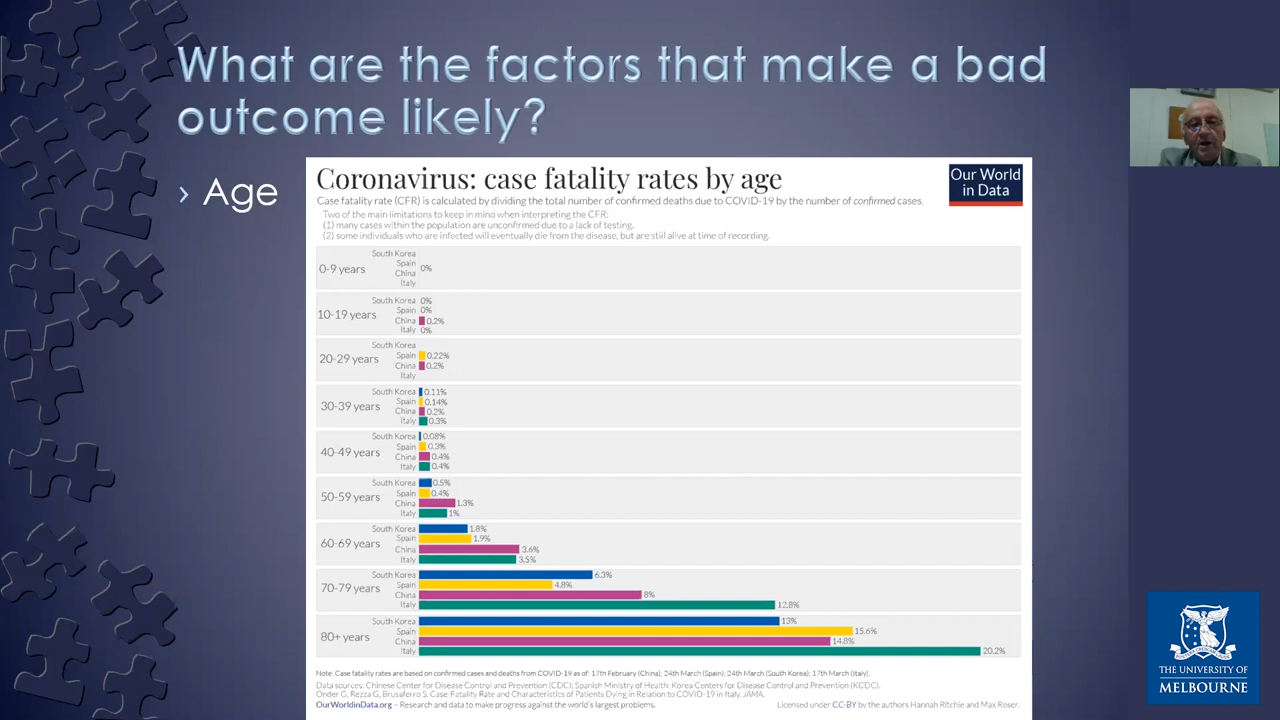 What are the factors that make a bad
outcome likely?
› Age
Coronavirus: case fatality rates by age
Our World
in Data
Case fatality rate (CFR) is calculated by dividing the total number of confirmed deaths due to COVID-19 by the number of confirmed cases.
Two of the main limitations to keep in mind when interpreting the CFR:
(1) many cases within the population are unconfirmed due to a lack of testing.
(2) some individuals who are infected will eventually die from the disease, but are still alive at time of recording.
0-9 years
South Korea
Spain
China
Italy
0%
10-19 years
South Korea 0%
Spain 0%
China 0.2%
Italy 0%
20-29 years
South Korea
Spain 0.22%
China 0.2%
Italy
30-39 years
South Korea 0.11%
Spain 0.14%
China 0.2%
Italy 0.3%
40-49 years
South Korea 0.08%
Spain 0.3%
China 0.4%
Italy 0.4%
50-59 years
South Korea 0.5%
Spain 0.4%
China 1.3%
Italy 1%
60-69 years
South Korea 1.8%
Spain 1.9%
China 3.6%
Italy 3.5%
70-79 years
South Korea 6.3%
Spain 4.8%
China 8%
Italy 12.8%
80+ years
South Korea 13%
Spain 15.6%
China 14.8%
Italy 20.2%
Note: Case fatality rates are based on confirmed cases and deaths from COVID-19 as of: 17th February (China); 24th March (Spain); 24th March (South Korea); 17th March (Italy).
Data sources: Chinese Center for Disease Control and Prevention (CDC); Spanish Ministry of Health; Korea Centers for Disease Control and Prevention (KCDC).
Onder G, Rezza G, Brusaferro S. Case-Fatality Rate and Characteristics of Patients Dying in Relation to COVID-19 in Italy. JAMA.
OurWorldinData.org – Research and data to make progress against the world's largest problems.
Licensed under CC-BY by the authors Hannah Ritchie and Max Roser.
THE UNIVERSITY OF
MELBOURNE